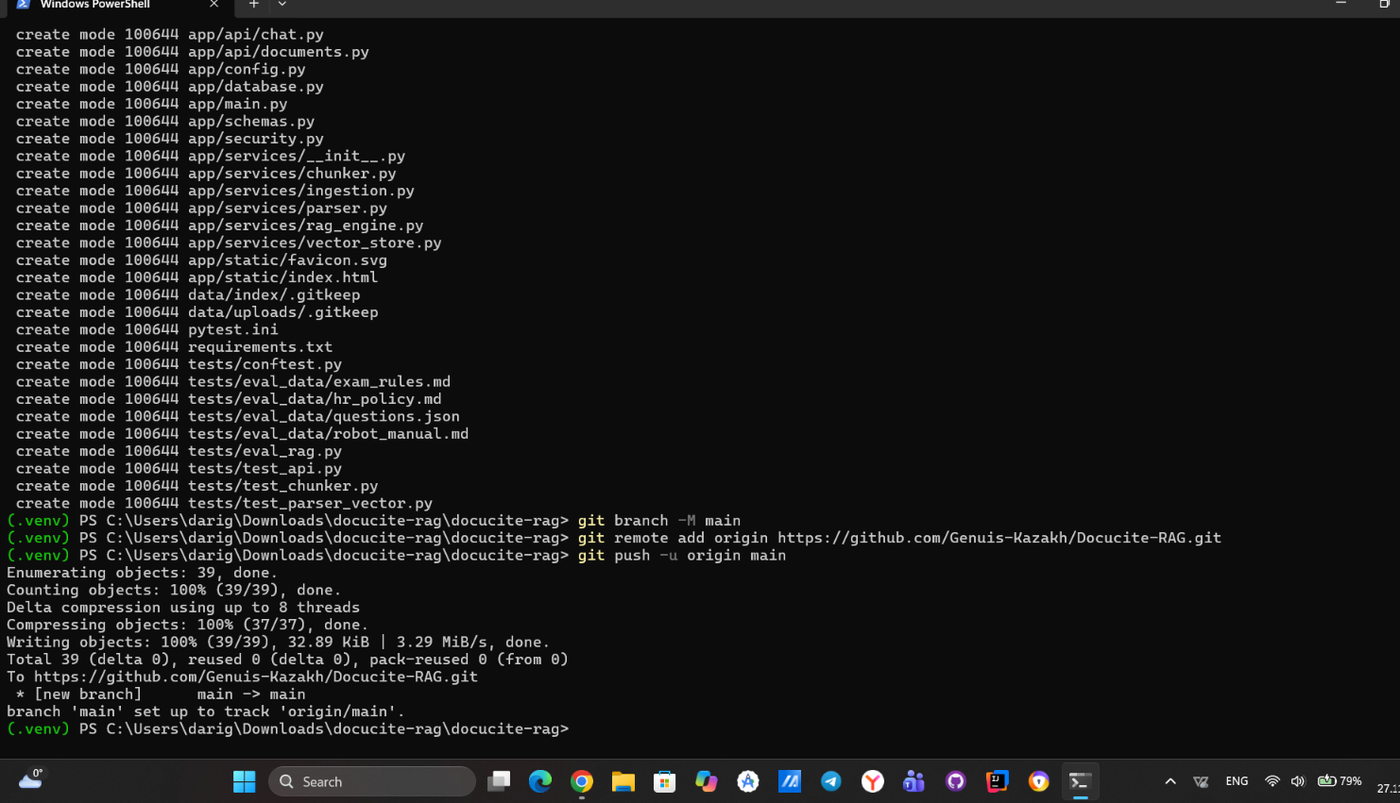 Windows PowerShell
create mode 100644 app/api/chat.py
create mode 100644 app/api/documents.py
create mode 100644 app/config.py
create mode 100644 app/database.py
create mode 100644 app/main.py
create mode 100644 app/schemas.py
create mode 100644 app/security.py
create mode 100644 app/services/__init__.py
create mode 100644 app/services/chunker.py
create mode 100644 app/services/ingestion.py
create mode 100644 app/services/parser.py
create mode 100644 app/services/rag_engine.py
create mode 100644 app/services/vector_store.py
create mode 100644 app/static/favicon.svg
create mode 100644 app/static/index.html
create mode 100644 data/index/.gitkeep
create mode 100644 data/uploads/.gitkeep
create mode 100644 pytest.ini
create mode 100644 requirements.txt
create mode 100644 tests/conftest.py
create mode 100644 tests/eval_data/exam_rules.md
create mode 100644 tests/eval_data/hr_policy.md
create mode 100644 tests/eval_data/questions.json
create mode 100644 tests/eval_data/robot_manual.md
create mode 100644 tests/eval_rag.py
create mode 100644 tests/test_api.py
create mode 100644 tests/test_chunker.py
create mode 100644 tests/test_parser_vector.py
(.venv) PS C:\Users\darig\Downloads\docucite-rag\docucite-rag> git branch -M main
(.venv) PS C:\Users\darig\Downloads\docucite-rag\docucite-rag> git remote add origin https://github.com/Genuis-Kazakh/Docucite-RAG.git
(.venv) PS C:\Users\darig\Downloads\docucite-rag\docucite-rag> git push -u origin main
Enumerating objects: 39, done.
Counting objects: 100% (39/39), done.
Delta compression using up to 8 threads
Compressing objects: 100% (37/37), done.
Writing objects: 100% (39/39), 32.89 KiB | 3.29 MiB/s, done.
Total 39 (delta 0), reused 0 (delta 0), pack-reused 0 (from 0)
To https://github.com/Genuis-Kazakh/Docucite-RAG.git
 * [new branch]      main -> main
branch 'main' set up to track 'origin/main'.
(.venv) PS C:\Users\darig\Downloads\docucite-rag\docucite-rag>
0°
Search
ENG
79%